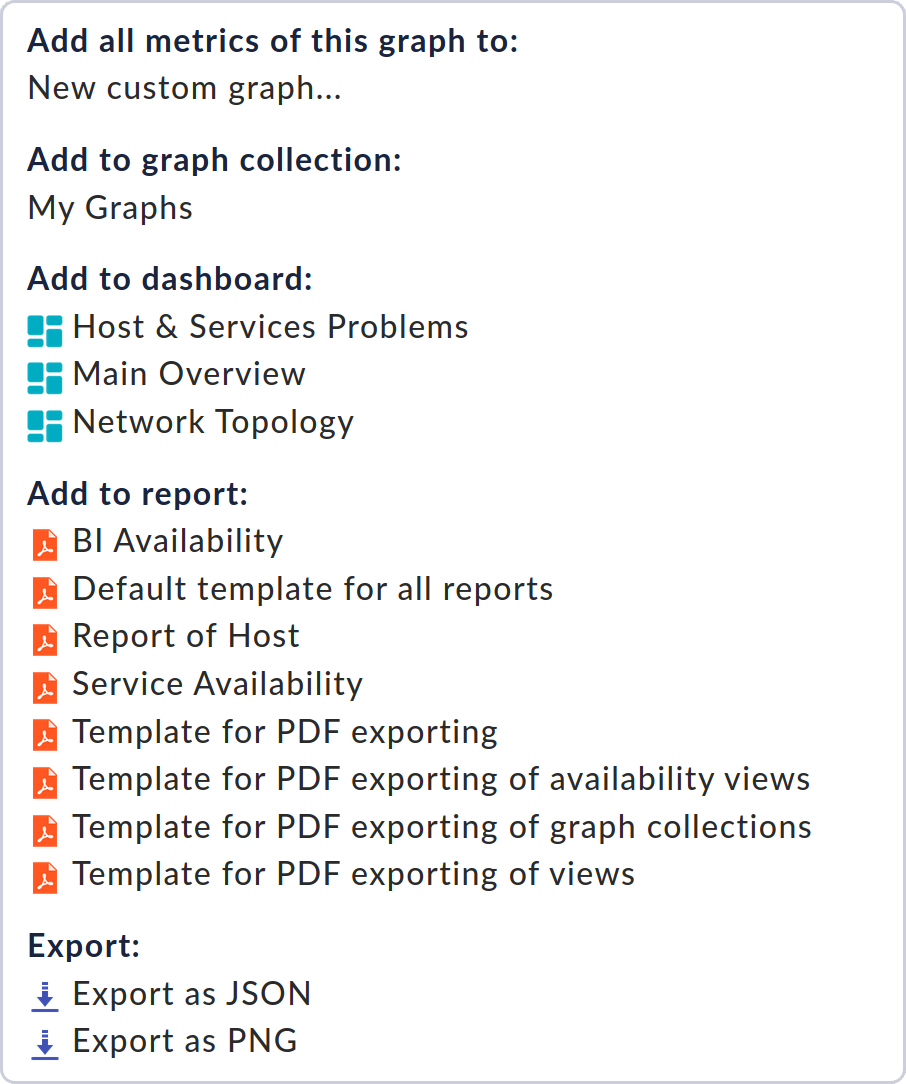 Add all metrics of this graph to:
New custom graph...
Add to graph collection:
My Graphs
Add to dashboard:
Host & Services Problems
Main Overview
Network Topology
Add to report:
BI Availability
Default template for all reports
Report of Host
Service Availability
Template for PDF exporting
Template for PDF exporting of availability views
Template for PDF exporting of graph collections
Template for PDF exporting of views
Export:
Export as JSON
Export as PNG